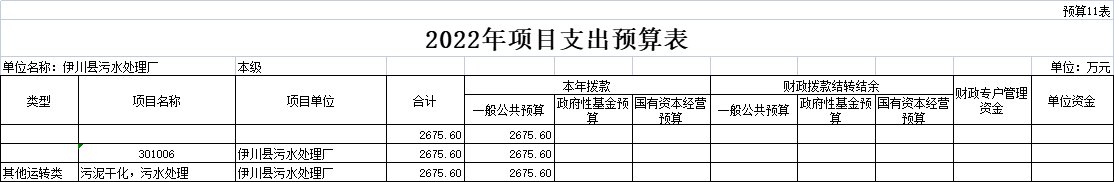 预算11表
2022年项目支出预算表
单位名称：伊川县污水处理厂 本级 单位：万元
类型 项目名称 项目单位 合计 本年拨款 财政拨款结转结余 财政专户管理资金 单位资金
一般公共预算 政府性基金预算 国有资本经营预算 一般公共预算 政府性基金预算 国有资本经营预算
2675.60 2675.60
301006 伊川县污水处理厂 2675.60 2675.60
其他运转类 污泥干化，污水处理 伊川县污水处理厂 2675.60 2675.60